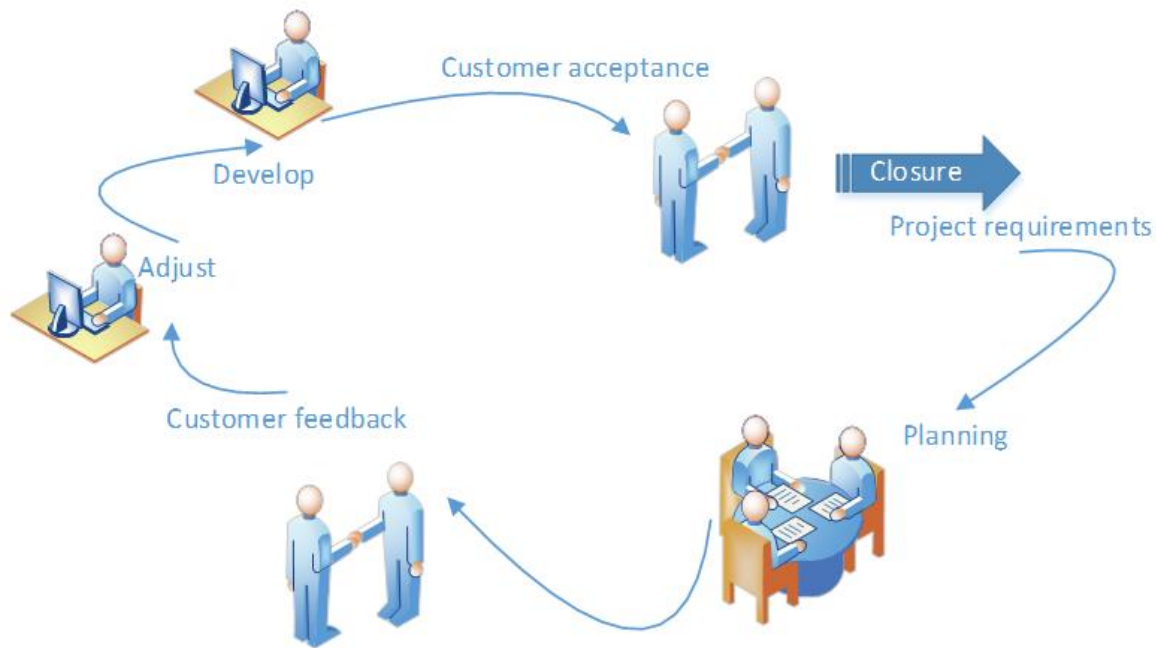 Customer acceptance
Develop
Closure
Project requirements
Adjust
Customer feedback
Planning